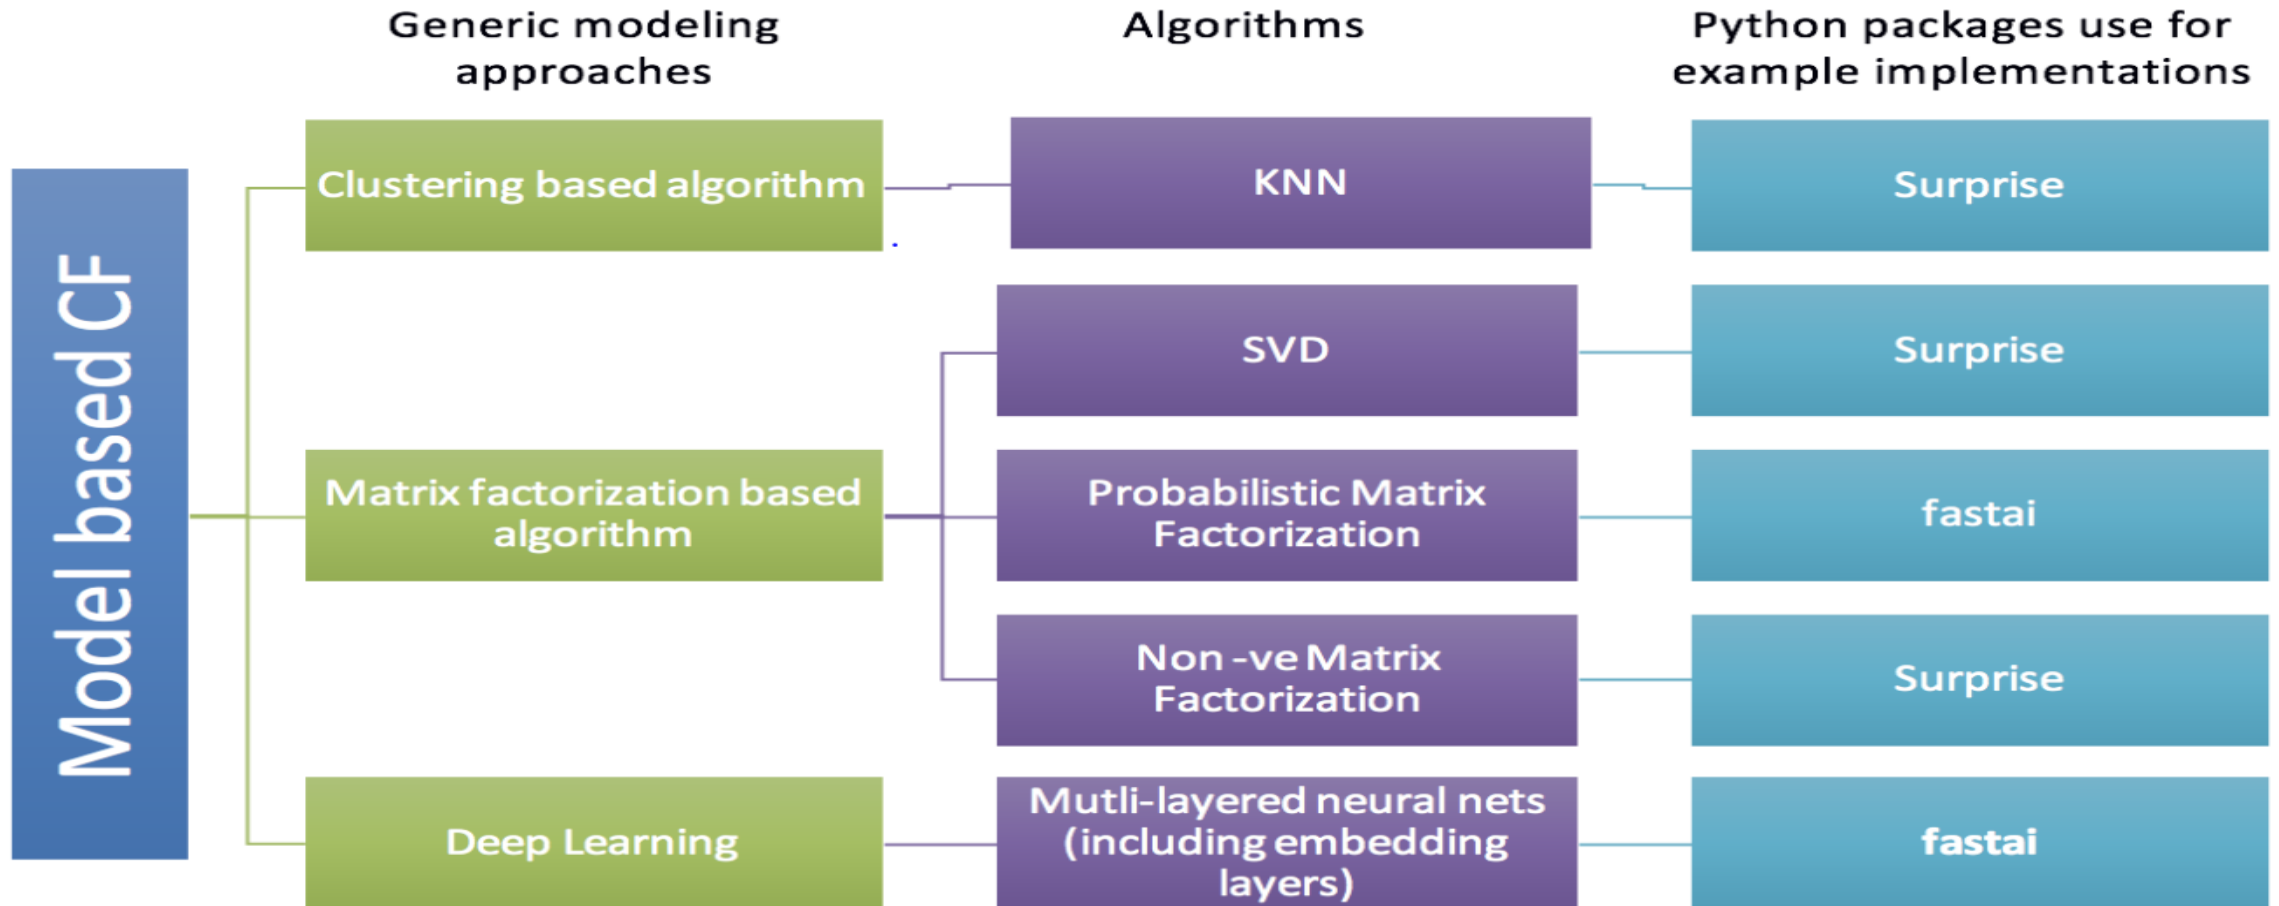 Generic modeling
approaches
Algorithms
Python packages use for
example implementations
Model based CF
Clustering based algorithm
KNN
Surprise
SVD
Surprise
Matrix factorization based
algorithm
Probabilistic Matrix
Factorization
fastai
Non -ve Matrix
Factorization
Surprise
Deep Learning
Mutli-layered neural nets
(including embedding
layers)
fastai